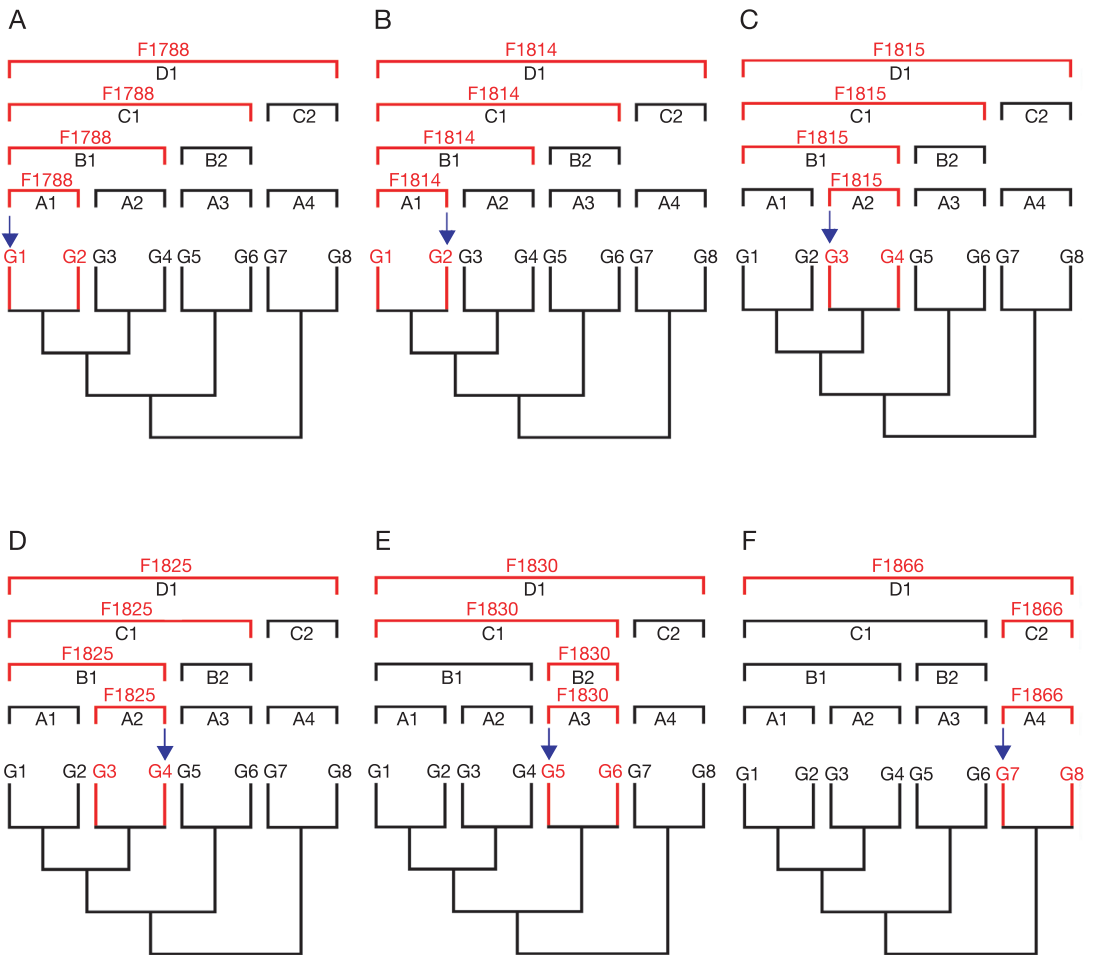 A B C
F1788 F1814 F1815
D1 D1 D1
F1788 F1814 F1815
C1 C2 C1 C2 C1 C2
F1788 F1814 F1815
B1 B2 B1 B2 B1 B2
F1788 F1814 F1815
A1 A2 A3 A4 A1 A2 A3 A4 A1 A2 A3 A4
G1 G2 G3 G4 G5 G6 G7 G8 G1 G2 G3 G4 G5 G6 G7 G8 G1 G2 G3 G4 G5 G6 G7 G8
D E F
F1825 F1830 F1866
D1 D1 D1
F1825 F1830 F1866
C1 C2 C1 C2 C1 C2
F1825 F1830
B1 B2 B1 B2 B1 B2
F1825 F1830 F1866
A1 A2 A3 A4 A1 A2 A3 A4 A1 A2 A3 A4
G1 G2 G3 G4 G5 G6 G7 G8 G1 G2 G3 G4 G5 G6 G7 G8 G1 G2 G3 G4 G5 G6 G7 G8